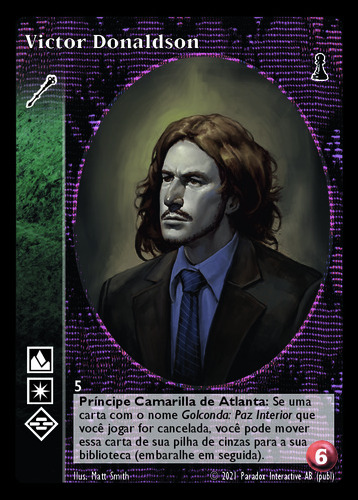 Victor Donaldson
5
Príncipe Camarilla de Atlanta: Se uma
carta com o nome Golconda: Paz Interior que
você jogar for cancelada, você pode mover
essa carta de sua pilha de cinzas para a sua
biblioteca (embaralhe em seguida).
6
Ilus. Matt Smith
© 2021 Paradox Interactive AB (publ)